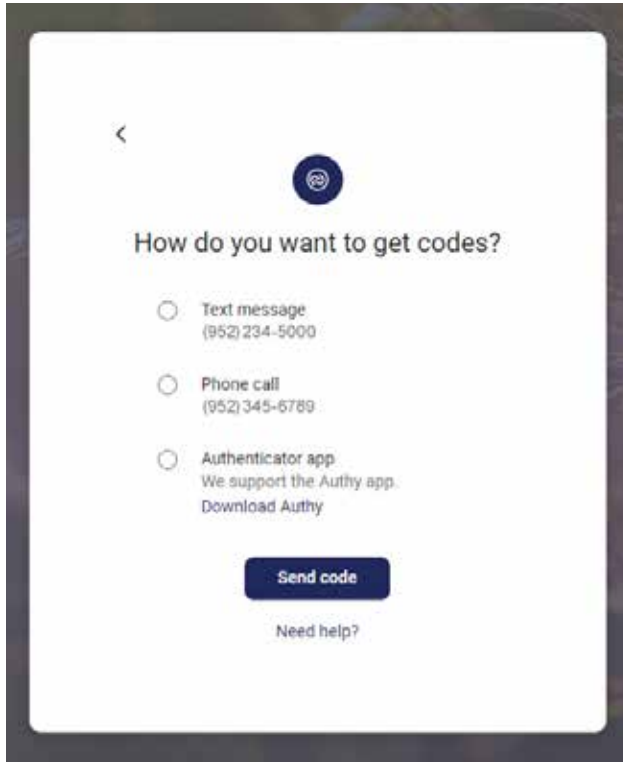 How do you want to get codes?
Text message
(952) 234-5000
Phone call
(952) 345-6789
Authenticator app
We support the Authy app.
Download Authy
Send code
Need help?